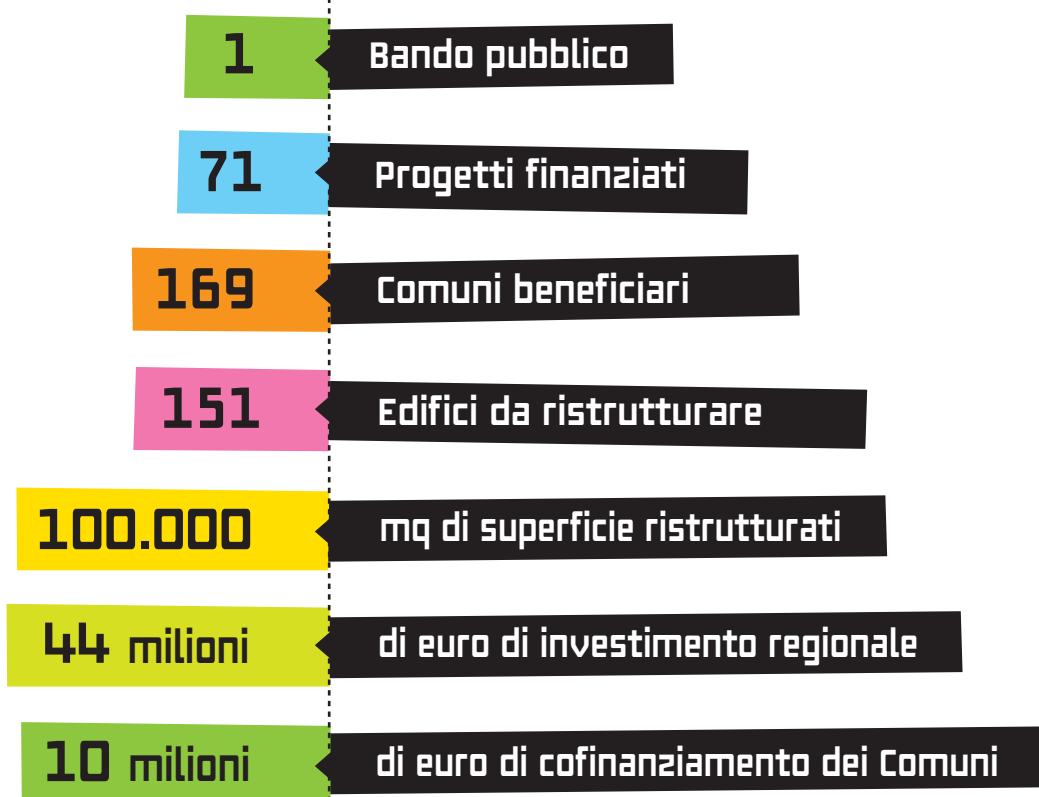 1 Bando pubblico
71 Progetti finanziati
169 Comuni beneficiari
151 Edifici da ristrutturare
100.000 mq di superficie ristrutturati
44 milioni di euro di investimento regionale
10 milioni di euro di cofinanziamento dei Comuni